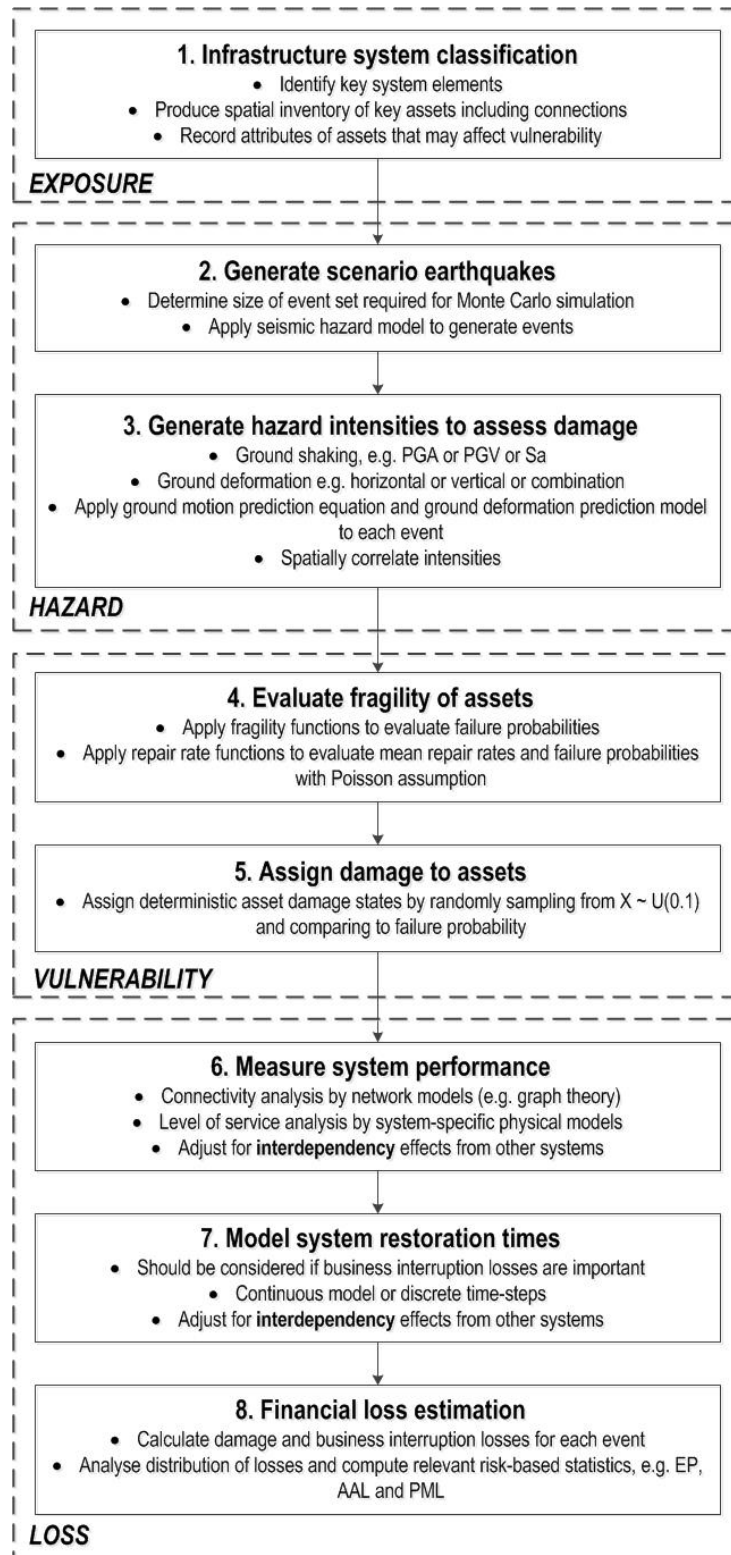 1. Infrastructure system classification
• Identify key system elements
• Produce spatial inventory of key assets including connections
• Record attributes of assets that may affect vulnerability
EXPOSURE
2. Generate scenario earthquakes
• Determine size of event set required for Monte Carlo simulation
• Apply seismic hazard model to generate events
3. Generate hazard intensities to assess damage
• Ground shaking, e.g. PGA or PGV or Sa
• Ground deformation e.g. horizontal or vertical or combination
• Apply ground motion prediction equation and ground deformation prediction model
to each event
• Spatially correlate intensities
HAZARD
4. Evaluate fragility of assets
• Apply fragility functions to evaluate failure probabilities
• Apply repair rate functions to evaluate mean repair rates and failure probabilities
with Poisson assumption
5. Assign damage to assets
• Assign deterministic asset damage states by randomly sampling from X ~ U(0.1)
and comparing to failure probability
VULNERABILITY
6. Measure system performance
• Connectivity analysis by network models (e.g. graph theory)
• Level of service analysis by system-specific physical models
• Adjust for interdependency effects from other systems
7. Model system restoration times
• Should be considered if business interruption losses are important
• Continuous model or discrete time-steps
• Adjust for interdependency effects from other systems
8. Financial loss estimation
• Calculate damage and business interruption losses for each event
• Analyse distribution of losses and compute relevant risk-based statistics, e.g. EP,
AAL and PML
LOSS